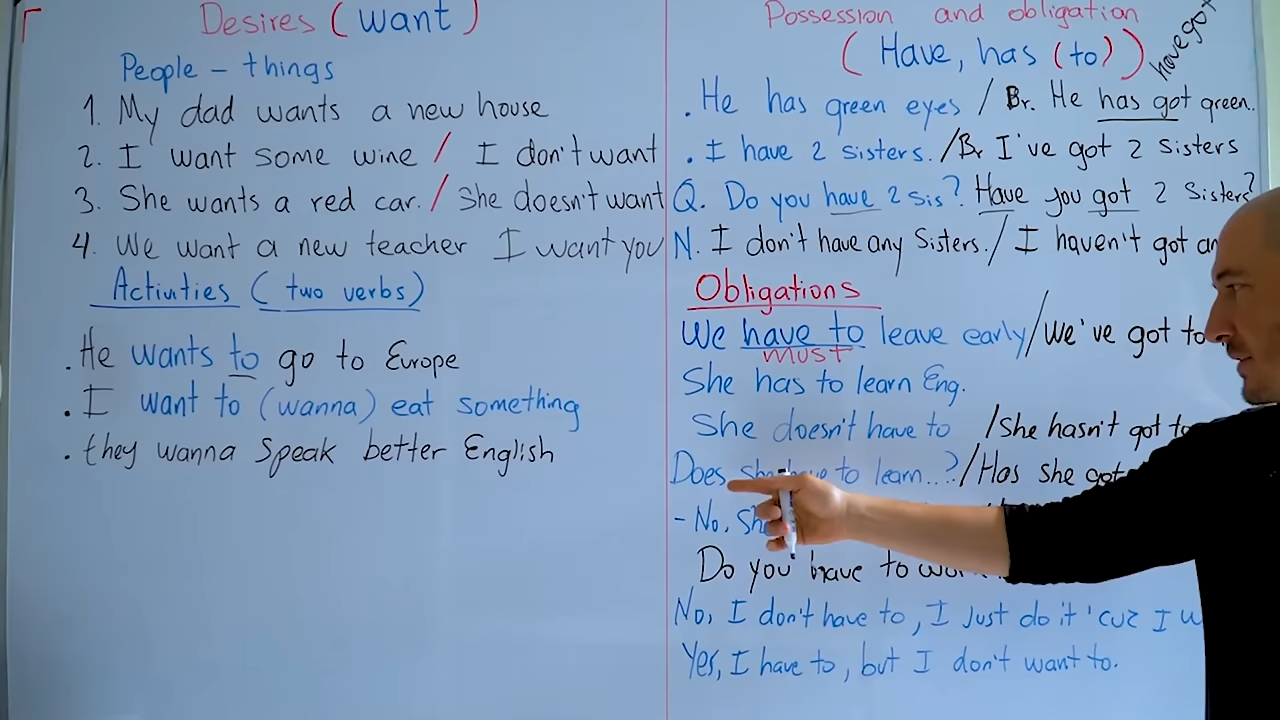 Desires (want)
People - things
1. My dad wants a new house
2. I want some wine / I don't want
3. She wants a red car. / She doesn't want
4. We want a new teacher I want you
Activities (two verbs)
. He wants to go to Europe
. I want to (wanna) eat something
. they wanna speak better English
Possession and obligation
(Have, has (to)) have got
. He has green eyes / Br. He has got green..
. I have 2 sisters. / Br I've got 2 sisters
Q. Do you have 2 sis? Have you got 2 Sisters?
N. I don't have any Sisters. / I haven't got
Obligations
We have to leave early / We've got to
must
She has to learn Eng.
She doesn't have to / She hasn't got to
Does she have to learn...? / Has she got
- No, She
Do you have to
No, I don't have to, I Just do it 'cuz I
Yes, I have to, but I don't want to.